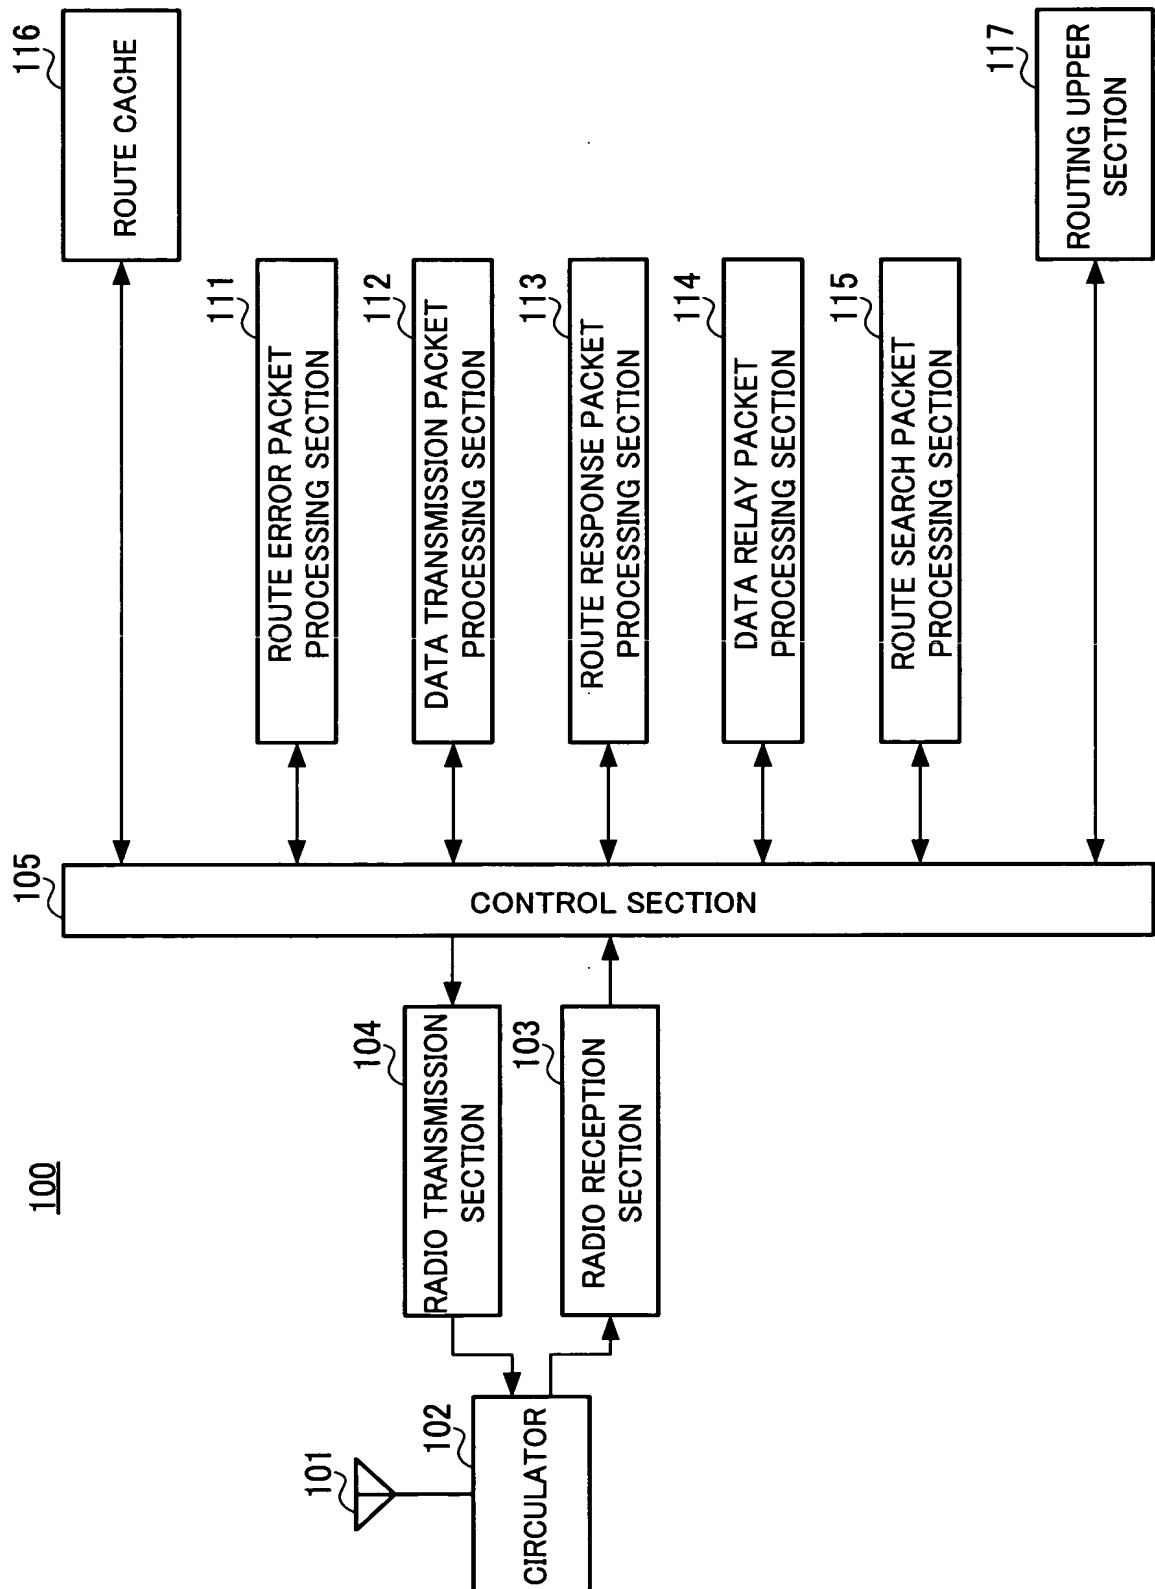 100
101
102
CIRCULATOR
104
RADIO TRANSMISSION
SECTION
103
RADIO RECEPTION
SECTION
105
CONTROL SECTION
116
ROUTE CACHE
111
ROUTE ERROR PACKET
PROCESSING SECTION
112
DATA TRANSMISSION PACKET
PROCESSING SECTION
113
ROUTE RESPONSE PACKET
PROCESSING SECTION
114
DATA RELAY PACKET
PROCESSING SECTION
115
ROUTE SEARCH PACKET
PROCESSING SECTION
117
ROUTING UPPER
SECTION